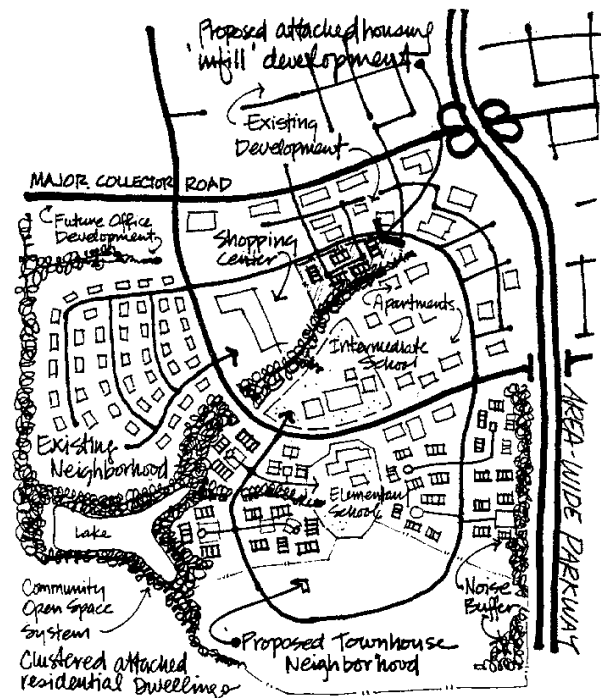 Proposed attached housing
'infill' development
Existing
Development
MAJOR COLLECTOR ROAD
Future Office
Development
Shopping
Center
Apartments
Intermediate
School
Existing
Neighborhood
Elementary
School
Lake
AREA-WIDE PARKWAY
Community
Open Space
System
Noise
Buffer
Clustered attached
residential Dwellings
Proposed Townhouse
Neighborhood